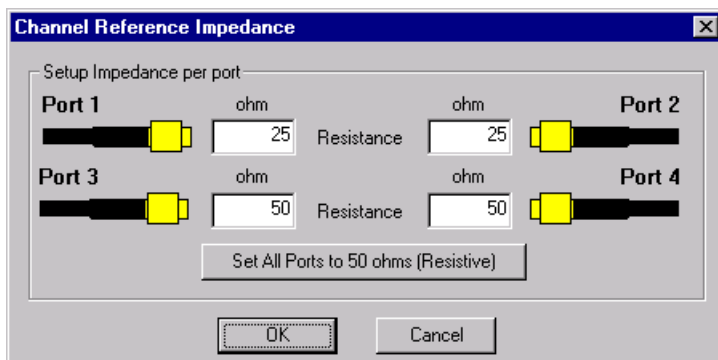 Channel Reference Impedance
Setup Impedance per port
Port 1 ohm ohm Port 2
25 Resistance 25
Port 3 ohm ohm Port 4
50 Resistance 50
Set All Ports to 50 ohms (Resistive)
OK Cancel